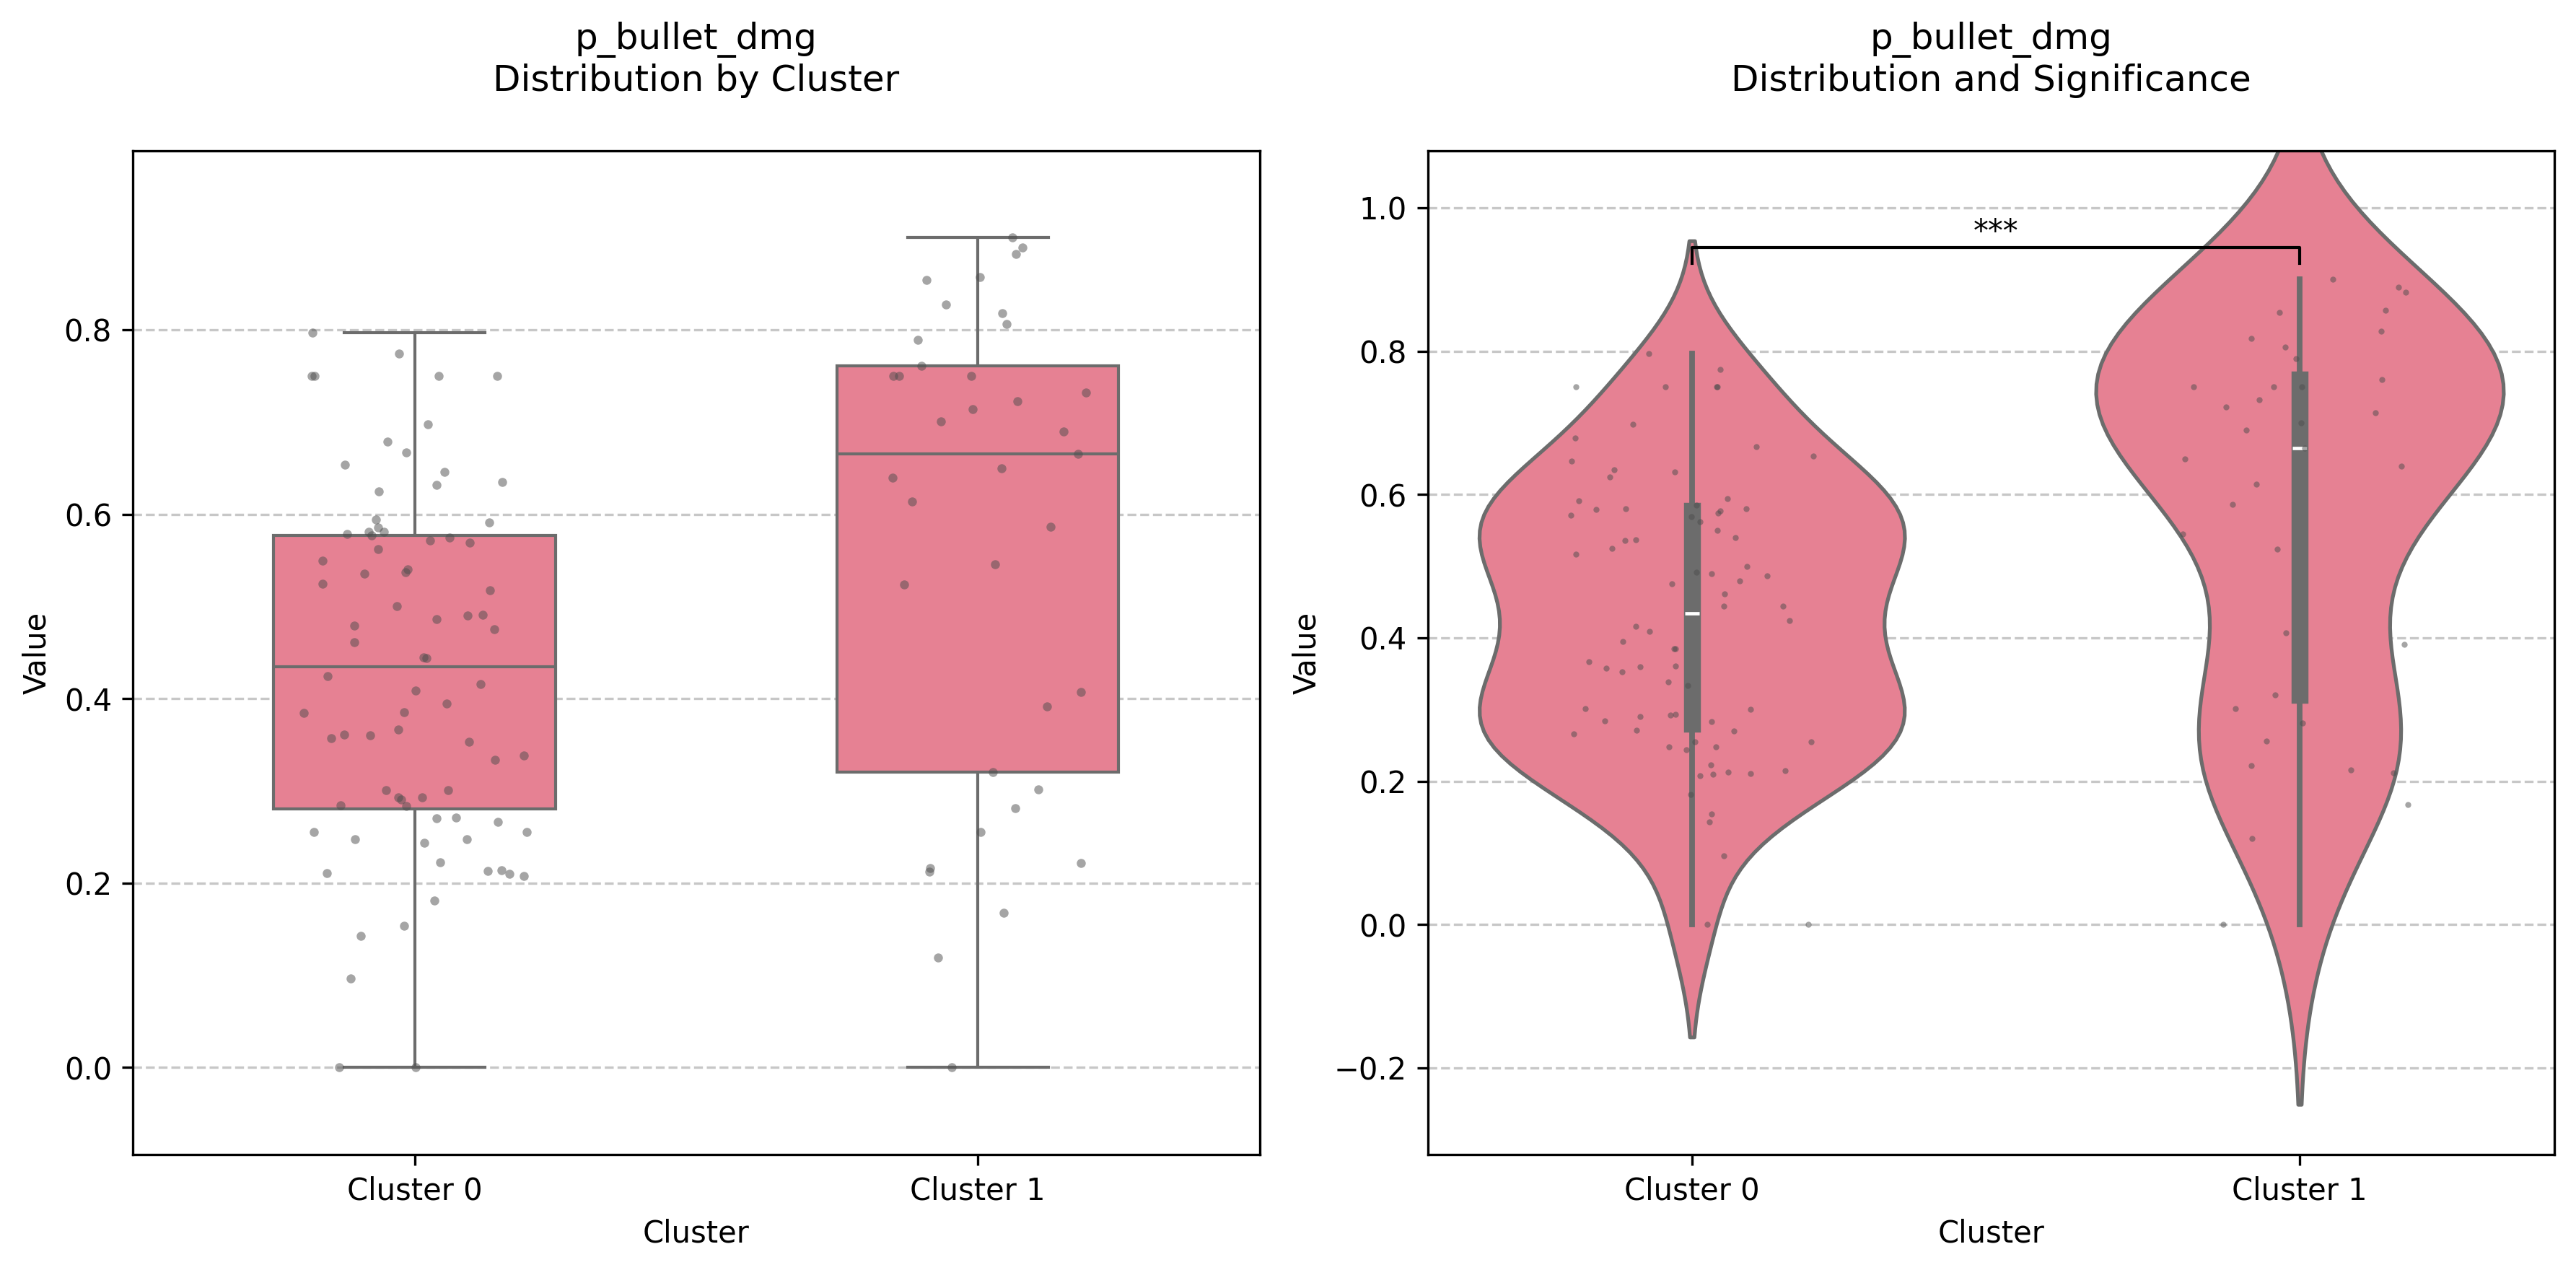 p_bullet_dmg
Distribution by Cluster
Value
0.8
0.6
0.4
0.2
0.0
Cluster 0
Cluster 1
Cluster
p_bullet_dmg
Distribution and Significance
***
Value
1.0
0.8
0.6
0.4
0.2
0.0
−0.2
Cluster 0
Cluster 1
Cluster